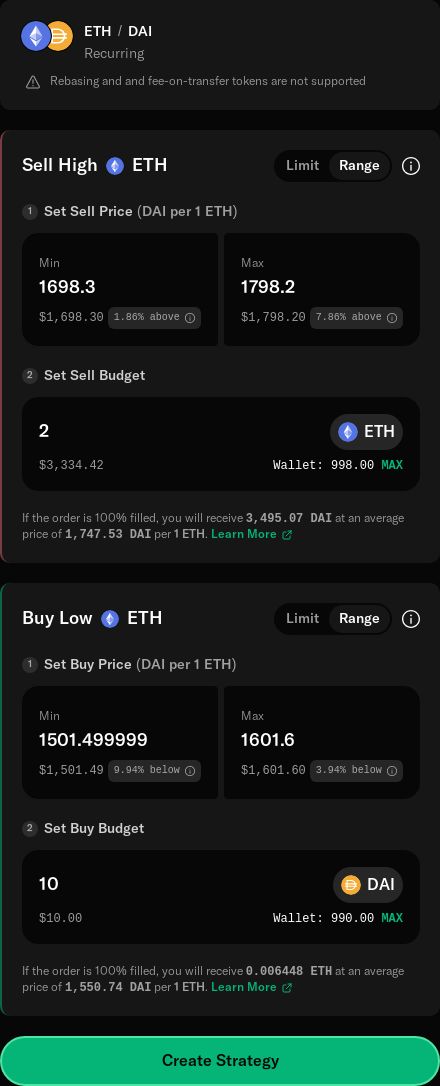 ETH / DAI
Recurring
Rebasing and and fee-on-transfer tokens are not supported
Sell High ETH Limit Range
1 Set Sell Price (DAI per 1 ETH)
Min Max
1698.3 1798.2
$1,698.30 1.86% above $1,798.20 7.86% above
2 Set Sell Budget
2 ETH
$3,334.42 Wallet: 998.00 MAX
If the order is 100% filled, you will receive 3,495.07 DAI at an average
price of 1,747.53 DAI per 1 ETH. Learn More
Buy Low ETH Limit Range
1 Set Buy Price (DAI per 1 ETH)
Min Max
1501.499999 1601.6
$1,501.49 9.94% below $1,601.60 3.94% below
2 Set Buy Budget
10 DAI
$10.00 Wallet: 990.00 MAX
If the order is 100% filled, you will receive 0.006448 ETH at an average
price of 1,550.74 DAI per 1 ETH. Learn More
Create Strategy